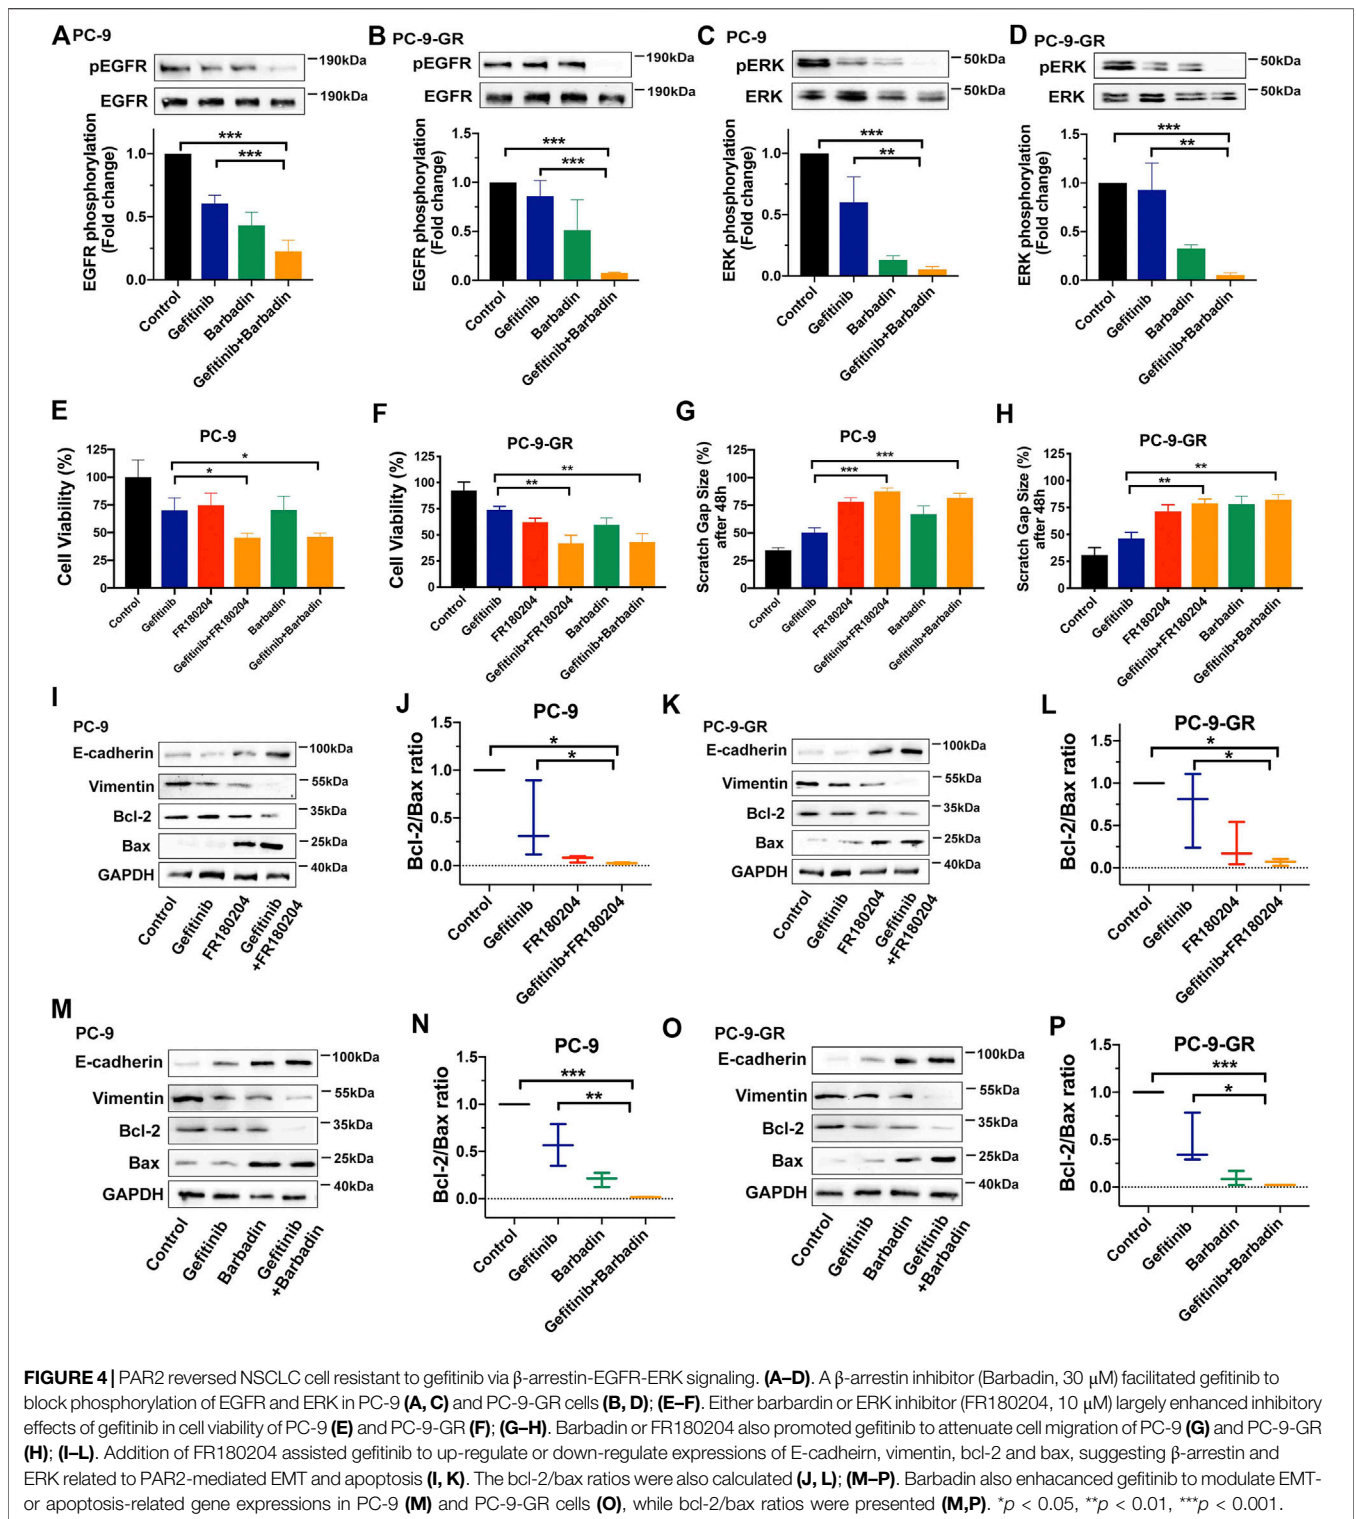 A PC-9
pEGFR 190kDa
EGFR 190kDa
EGFR phosphorylation
(Fold change)
1.0
0.5
0.0
***
***
Control
Gefitinib
Barbadin
Gefitinib+Barbadin
B PC-9-GR
pEGFR 190kDa
EGFR 190kDa
EGFR phosphorylation
(Fold change)
1.5
1.0
0.5
0.0
***
***
Control
Gefitinib
Barbadin
Gefitinib+Barbadin
C PC-9
pERK 50kDa
ERK 50kDa
ERK phosphorylation
(Fold change)
1.0
0.5
0.0
***
**
Control
Gefitinib
Barbadin
Gefitinib+Barbadin
D PC-9-GR
pERK 50kDa
ERK 50kDa
ERK phosphorylation
(Fold change)
1.5
1.0
0.5
0.0
***
**
Control
Gefitinib
Barbadin
Gefitinib+Barbadin
E
PC-9
Cell Viability (%)
125
100
75
50
25
0
*
*
Control
Gefitinib
FR180204
Gefitinib+FR180204
Barbadin
Gefitinib+Barbadin
F
PC-9-GR
Cell Viability (%)
125
100
75
50
25
0
**
**
Control
Gefitinib
FR180204
Gefitinib+FR180204
Barbadin
Gefitinib+Barbadin
G
PC-9
Scratch Gap Size (%)
after 48h
125
100
75
50
25
0
***
***
Control
Gefitinib
FR180204
Gefitinib+FR180204
Barbadin
Gefitinib+Barbadin
H
PC-9-GR
Scratch Gap Size (%)
after 48h
125
100
75
50
25
0
**
**
Control
Gefitinib
FR180204
Gefitinib+FR180204
Barbadin
Gefitinib+Barbadin
I
PC-9
E-cadherin 100kDa
Vimentin 55kDa
Bcl-2 35kDa
Bax 25kDa
GAPDH 40kDa
Control
Gefitinib
FR180204
Gefitinib
+FR180204
J
PC-9
Bcl-2/Bax ratio
1.5
1.0
0.5
0.0
*
*
Control
Gefitinib
FR180204
Gefitinib+FR180204
K
PC-9-GR
E-cadherin 100kDa
Vimentin 55kDa
Bcl-2 35kDa
Bax 25kDa
GAPDH 40kDa
Control
Gefitinib
FR180204
Gefitinib
+FR180204
L
PC-9-GR
Bcl-2/Bax ratio
1.5
1.0
0.5
0.0
*
*
Control
Gefitinib
FR180204
Gefitinib+FR180204
M
PC-9
E-cadherin 100kDa
Vimentin 55kDa
Bcl-2 35kDa
Bax 25kDa
GAPDH 40kDa
Control
Gefitinib
Barbadin
Gefitinib
+Barbadin
N
PC-9
Bcl-2/Bax ratio
1.5
1.0
0.5
0.0
***
**
Control
Gefitinib
Barbadin
Gefitinib+Barbadin
O
PC-9-GR
E-cadherin 100kDa
Vimentin 55kDa
Bcl-2 35kDa
Bax 25kDa
GAPDH 40kDa
Control
Gefitinib
Barbadin
Gefitinib
+Barbadin
P
PC-9-GR
Bcl-2/Bax ratio
1.5
1.0
0.5
0.0
***
*
Control
Gefitinib
Barbadin
Gefitinib+Barbadin
FIGURE 4 | PAR2 reversed NSCLC cell resistant to gefitinib via β-arrestin-EGFR-ERK signaling. (A–D). A β-arrestin inhibitor (Barbadin, 30 μM) facilitated gefitinib to
block phosphorylation of EGFR and ERK in PC-9 (A, C) and PC-9-GR cells (B, D); (E–F). Either barbardin or ERK inhibitor (FR180204, 10 μM) largely enhanced inhibitory
effects of gefitinib in cell viability of PC-9 (E) and PC-9-GR (F); (G–H). Barbadin or FR180204 also promoted gefitinib to attenuate cell migration of PC-9 (G) and PC-9-GR
(H); (I–L). Addition of FR180204 assisted gefitinib to up-regulate or down-regulate expressions of E-cadheirn, vimentin, bcl-2 and bax, suggesting β-arrestin and
ERK related to PAR2-mediated EMT and apoptosis (I, K). The bcl-2/bax ratios were also calculated (J, L); (M–P). Barbadin also enhacanced gefitinib to modulate EMT-
or apoptosis-related gene expressions in PC-9 (M) and PC-9-GR cells (O), while bcl-2/bax ratios were presented (M,P). *p < 0.05, **p < 0.01, ***p < 0.001.